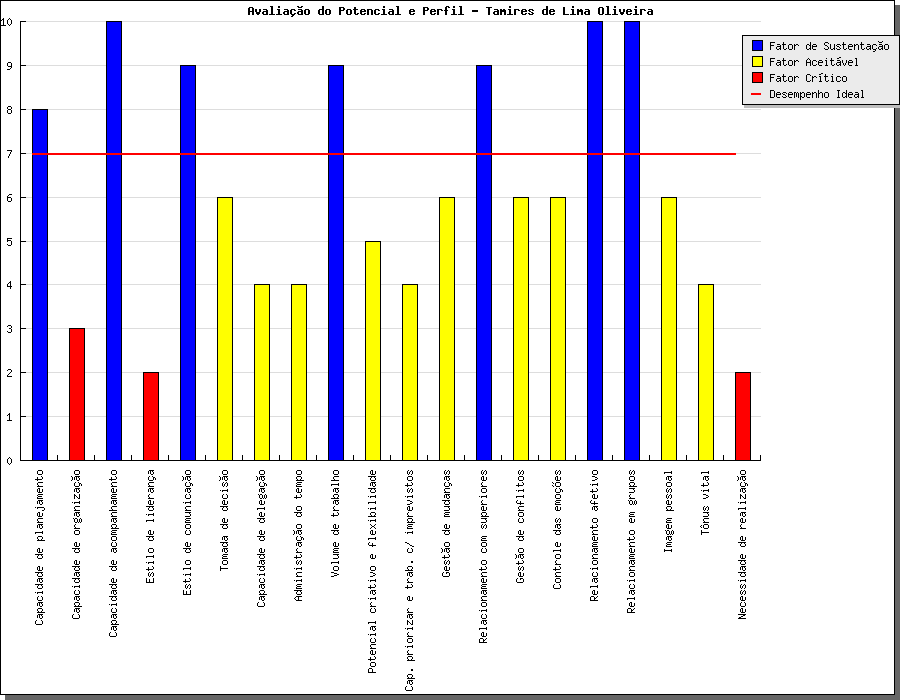 Avaliação do Potencial e Perfil - Tamires de Lima Oliveira
10
9
8
7
6
5
4
3
2
1
0
Fator de Sustentação
Fator Aceitável
Fator Crítico
Desempenho Ideal
Capacidade de planejamento
Capacidade de organização
Capacidade de acompanhamento
Estilo de liderança
Estilo de comunicação
Tomada de decisão
Capacidade de delegação
Administração do tempo
Volume de trabalho
Potencial criativo e flexibilidade
Cap. priorizar e trab. c/ imprevistos
Gestão de mudanças
Relacionamento com superiores
Gestão de conflitos
Controle das emoções
Relacionamento afetivo
Relacionamento em grupos
Imagem pessoal
Tônus vital
Necessidade de realização